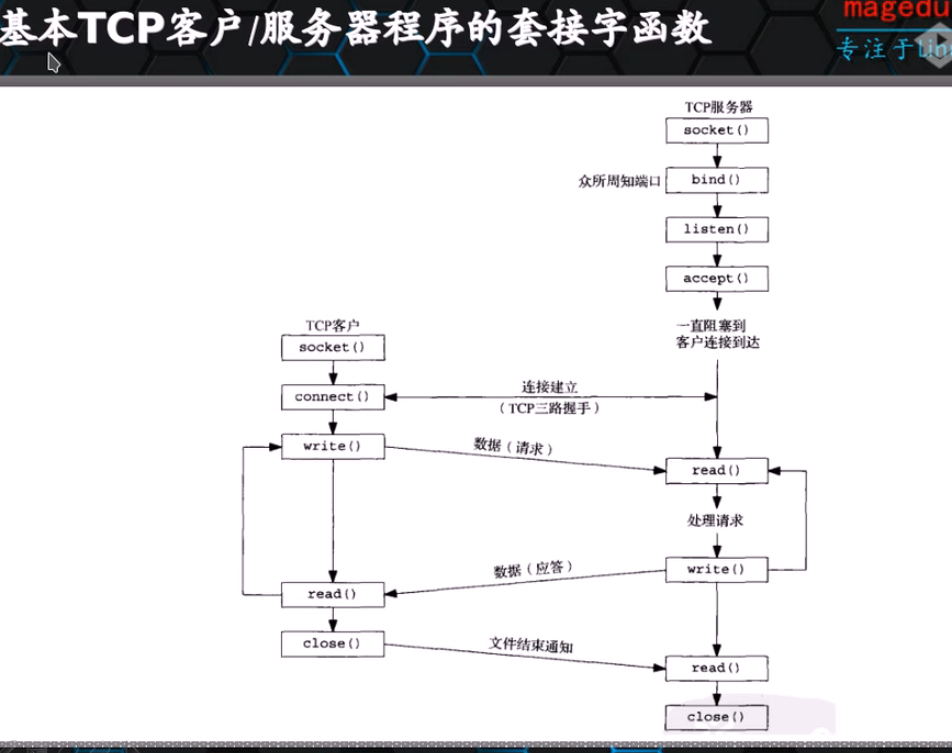 基本TCP客户/服务器程序的套接字函数
magedu
专注于Lin
TCP服务器
socket()
众所周知端口
bind()
listen()
accept()
一直阻塞到
客户连接到达
TCP客户
socket()
connect()
连接建立
(TCP三路握手)
write()
数据(请求)
read()
处理请求
数据(应答)
write()
read()
close()
文件结束通知
read()
close()